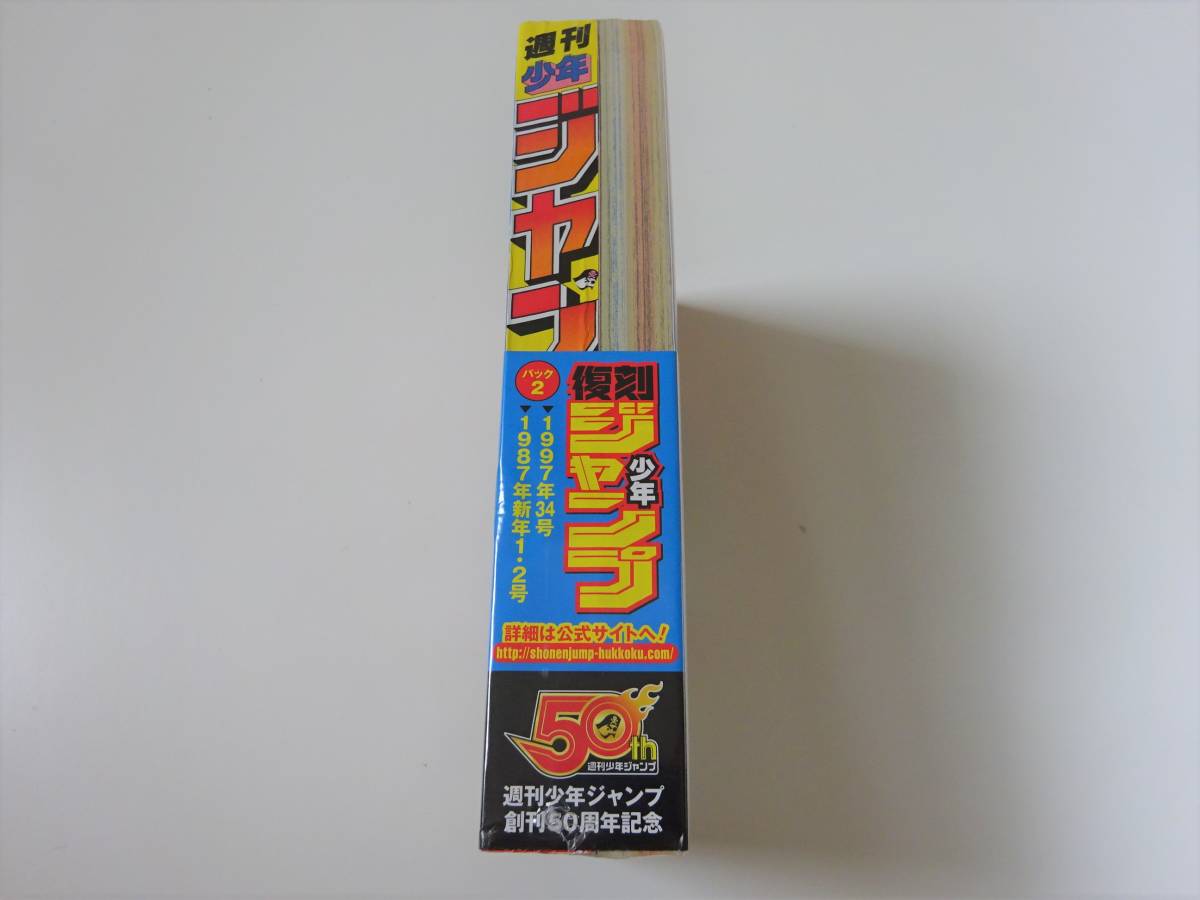 週刊
少年
ジャンプ
パック
2
復刻
少年
ジャンプ
▼1997年34号
▼1987年新年1・2号
詳細は公式サイトへ!
http://shonenjump-hukkoku.com/
50th
週刊少年ジャンプ
週刊少年ジャンプ
創刊50周年記念